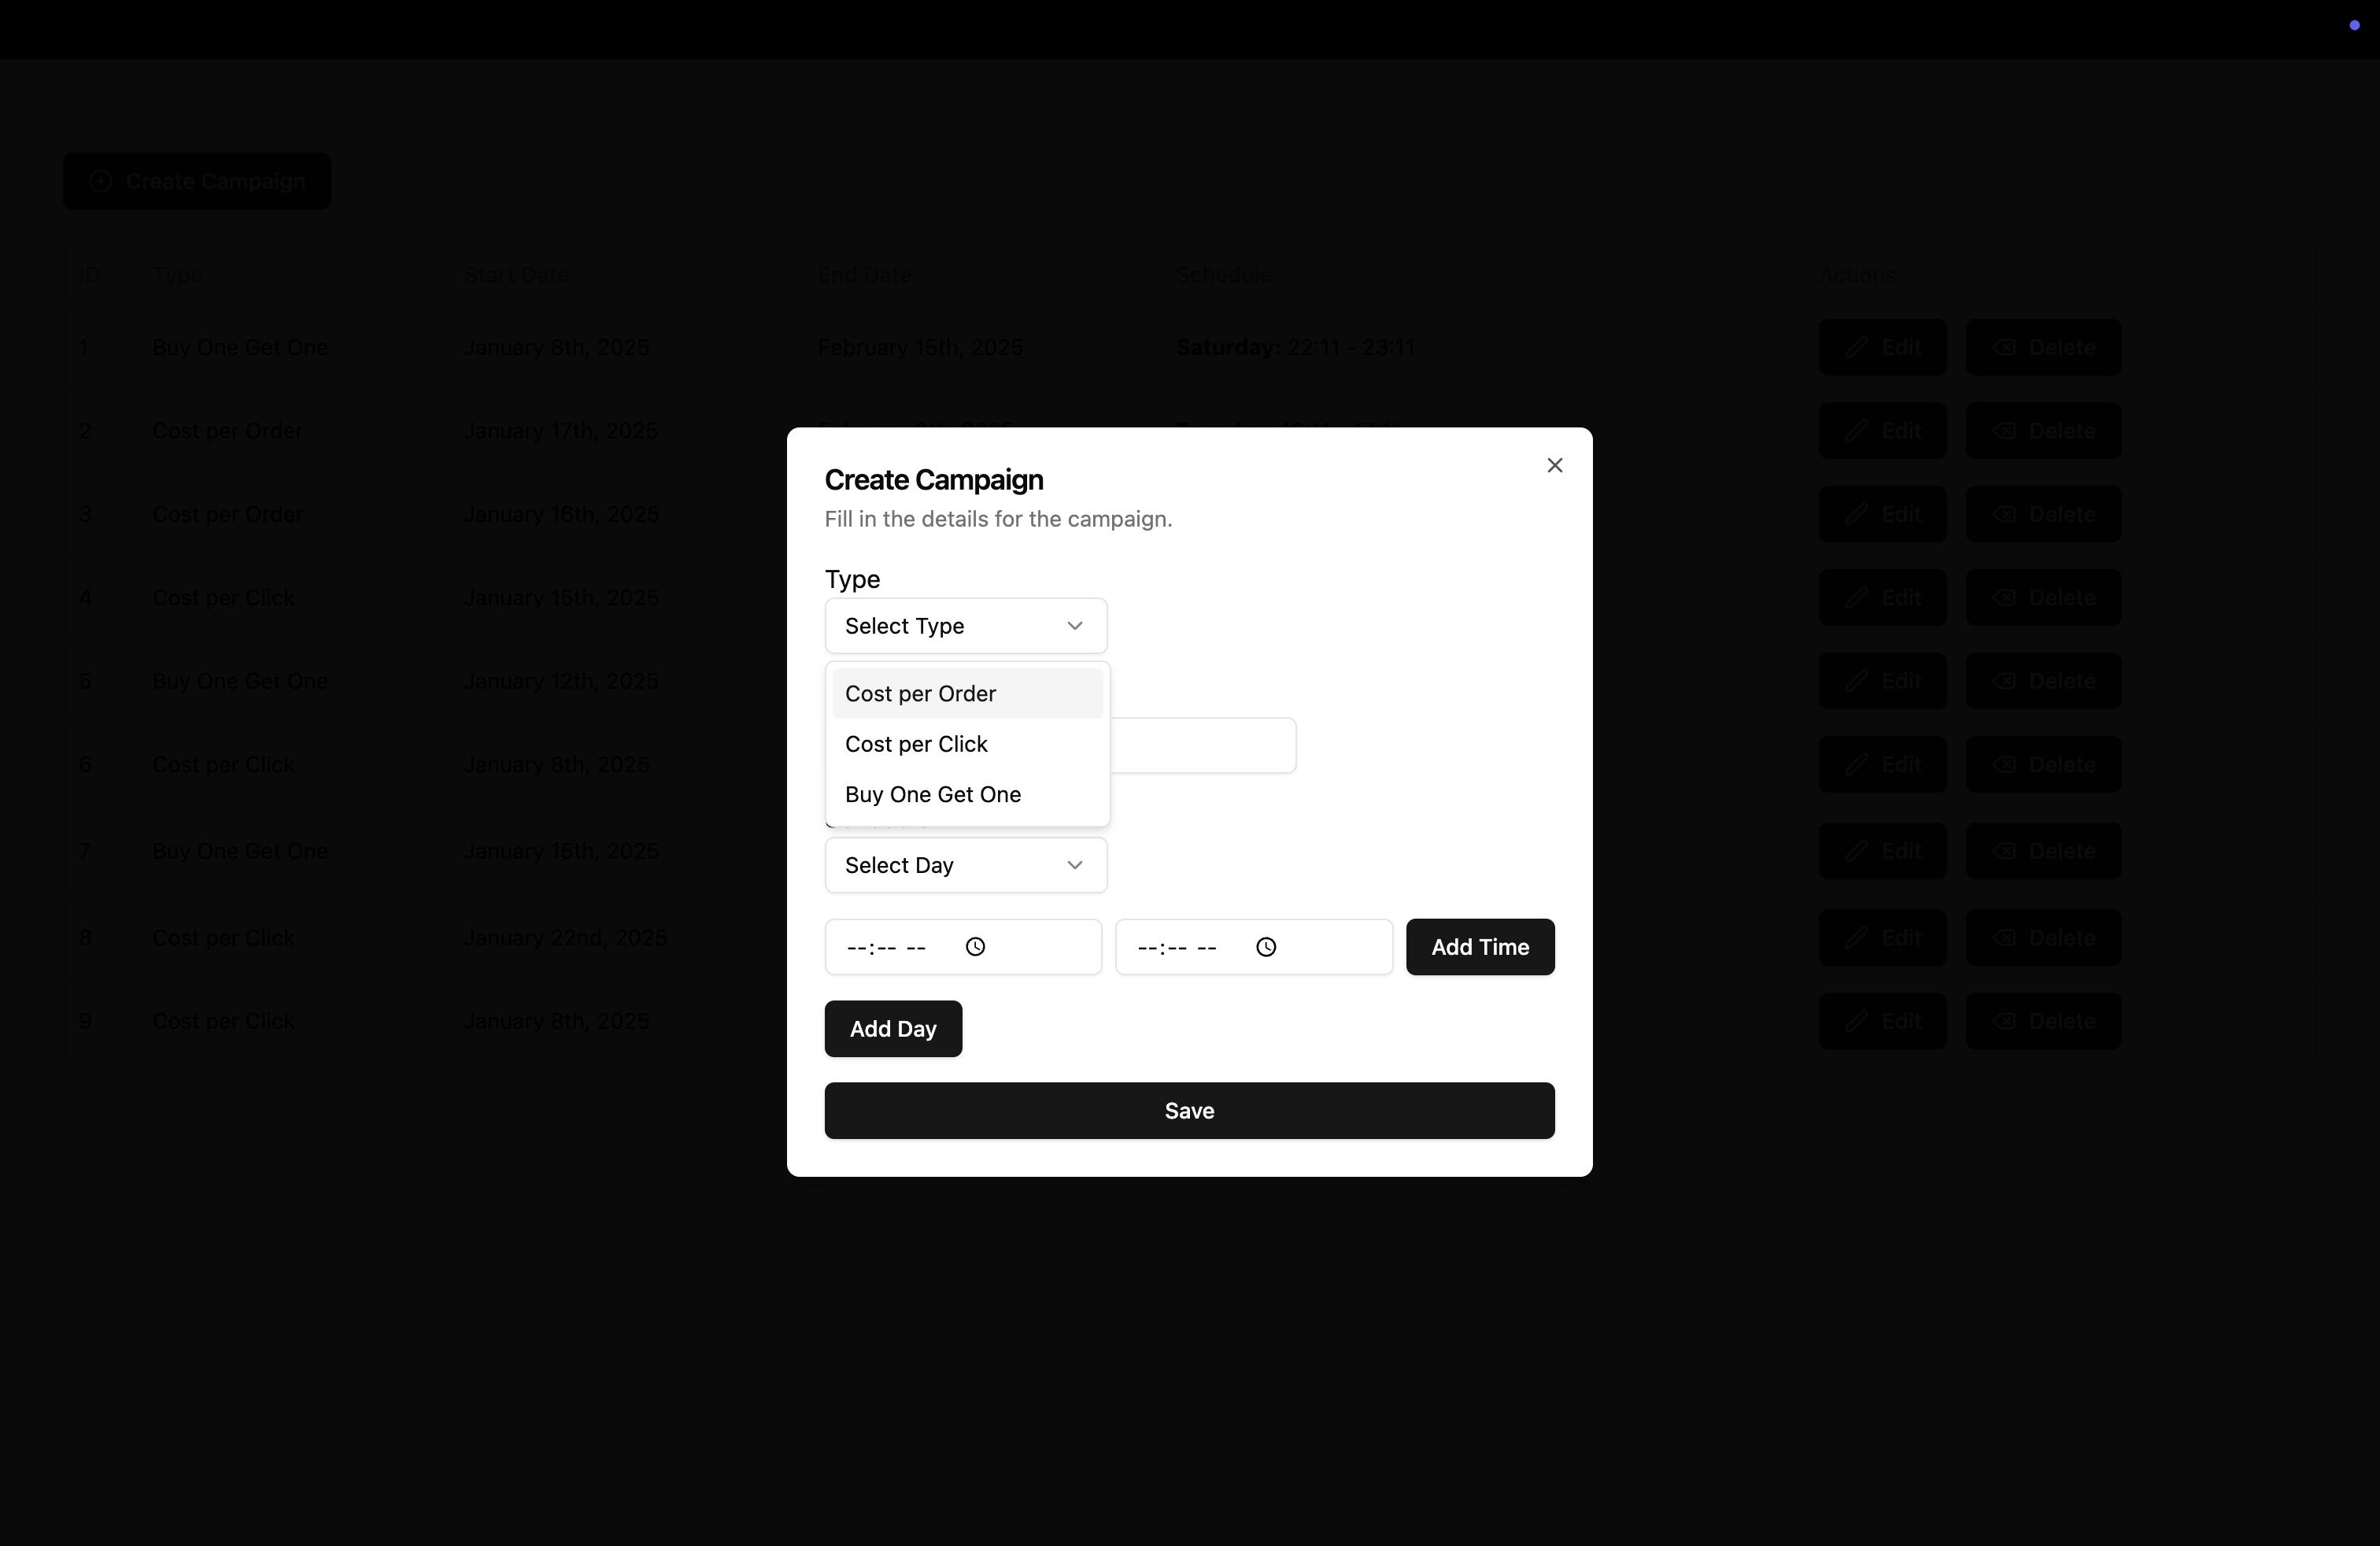 Create Campaign
ID Type Start Date End Date Schedule Actions
1 Buy One Get One January 8th, 2025 February 15th, 2025 Saturday: 22:11 - 23:11 Edit Delete
2 Cost per Order January 17th, 2025 Edit Delete
3 Cost per Order January 16th, 2025 Edit Delete
4 Cost per Click January 15th, 2025 Edit Delete
5 Buy One Get One January 12th, 2025 Edit Delete
6 Cost per Click January 8th, 2025 Edit Delete
7 Buy One Get One January 15th, 2025 Edit Delete
8 Cost per Click January 22nd, 2025 Edit Delete
9 Cost per Click January 8th, 2025 Edit Delete
Create Campaign
Fill in the details for the campaign.
Type
Select Type
Cost per Order
Cost per Click
Buy One Get One
Select Day
--:-- -- --:-- -- Add Time
Add Day
Save